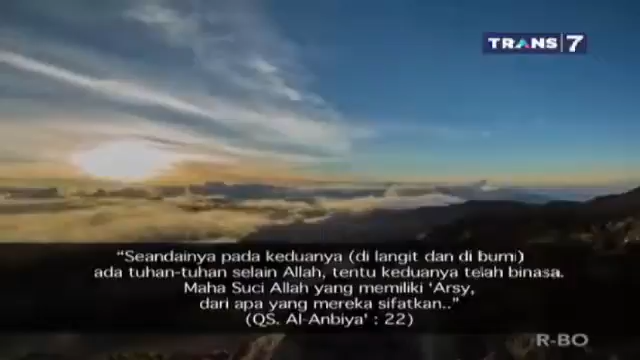 TRANS 7
"Seandainya pada keduanya (di langit dan di bumi)
ada tuhan-tuhan selain Allah, tentu keduanya telah binasa.
Maha Suci Allah yang memiliki 'Arsy,
dari apa yang mereka sifatkan.."
(QS. Al-Anbiya' : 22)
R-BO